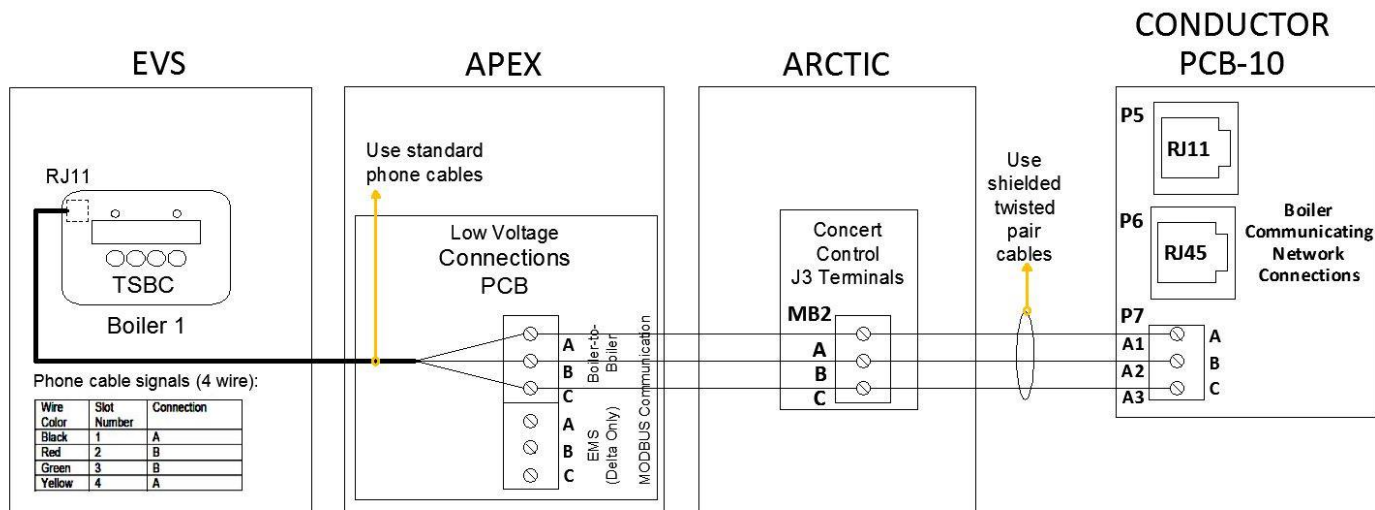 EVS
APEX
ARCTIC
CONDUCTOR
PCB-10
RJ11
TSBC
Boiler 1
Phone cable signals (4 wire):
Wire Color Slot Number Connection
Black 1 A
Red 2 B
Green 3 B
Yellow 4 A
Use standard
phone cables
Low Voltage
Connections
PCB
A
B
C
Boiler-to-
Boiler
A
B
C
EMS
(Delta Only)
MODBUS Communication
Concert
Control
J3 Terminals
MB2
A
B
C
Use
shielded
twisted
pair
cables
P5
RJ11
P6
RJ45
Boiler
Communicating
Network
Connections
P7
A1
A2
A3
A
B
C